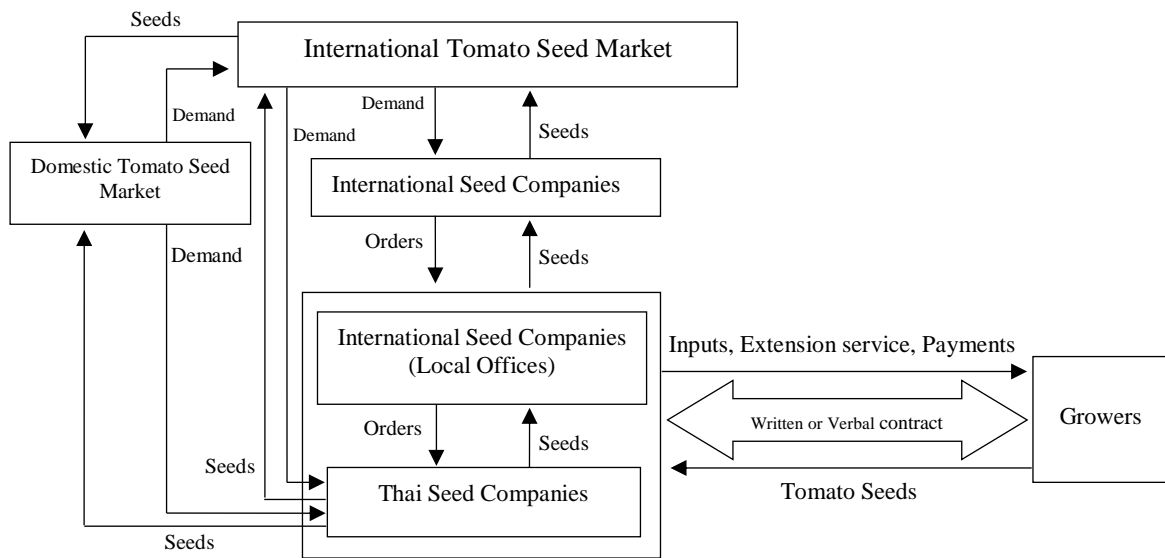 Seeds
International Tomato Seed Market
Demand
Demand
Demand
Seeds
Domestic Tomato Seed
Market
International Seed Companies
Demand
Orders
Seeds
International Seed Companies
(Local Offices)
Inputs, Extension service, Payments
Written or Verbal contract
Growers
Orders
Seeds
Seeds
Thai Seed Companies
Tomato Seeds
Seeds